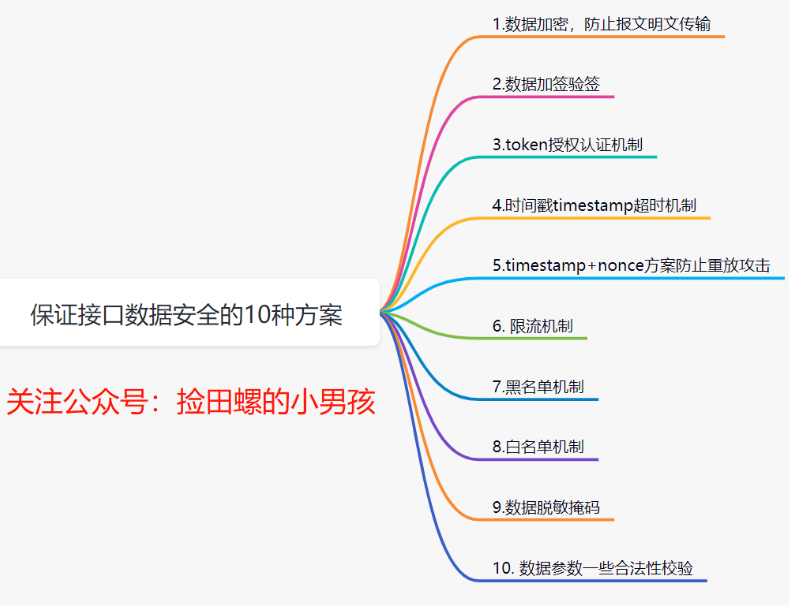 保证接口数据安全的10种方案
关注公众号：捡田螺的小男孩
1.数据加密，防止报文明文传输
2.数据加签验签
3.token授权认证机制
4.时间戳timestamp超时机制
5.timestamp+nonce方案防止重放攻击
6. 限流机制
7.黑名单机制
8.白名单机制
9.数据脱敏掩码
10. 数据参数一些合法性校验